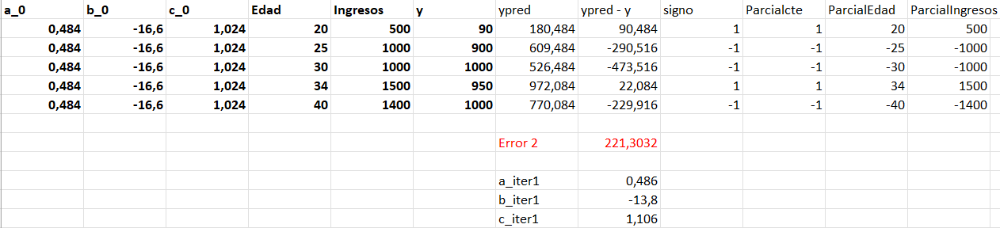 a_0 b_0 c_0 Edad Ingresos y ypred ypred - y signo Parcialcte ParcialEdad ParcialIngresos
0,484 -16,6 1,024 20 500 90 180,484 90,484 1 1 20 500
0,484 -16,6 1,024 25 1000 900 609,484 -290,516 -1 -1 -25 -1000
0,484 -16,6 1,024 30 1000 1000 526,484 -473,516 -1 -1 -30 -1000
0,484 -16,6 1,024 34 1500 950 972,084 22,084 1 1 34 1500
0,484 -16,6 1,024 40 1400 1000 770,084 -229,916 -1 -1 -40 -1400
Error 2 221,3032
a_iter1 0,486
b_iter1 -13,8
c_iter1 1,106